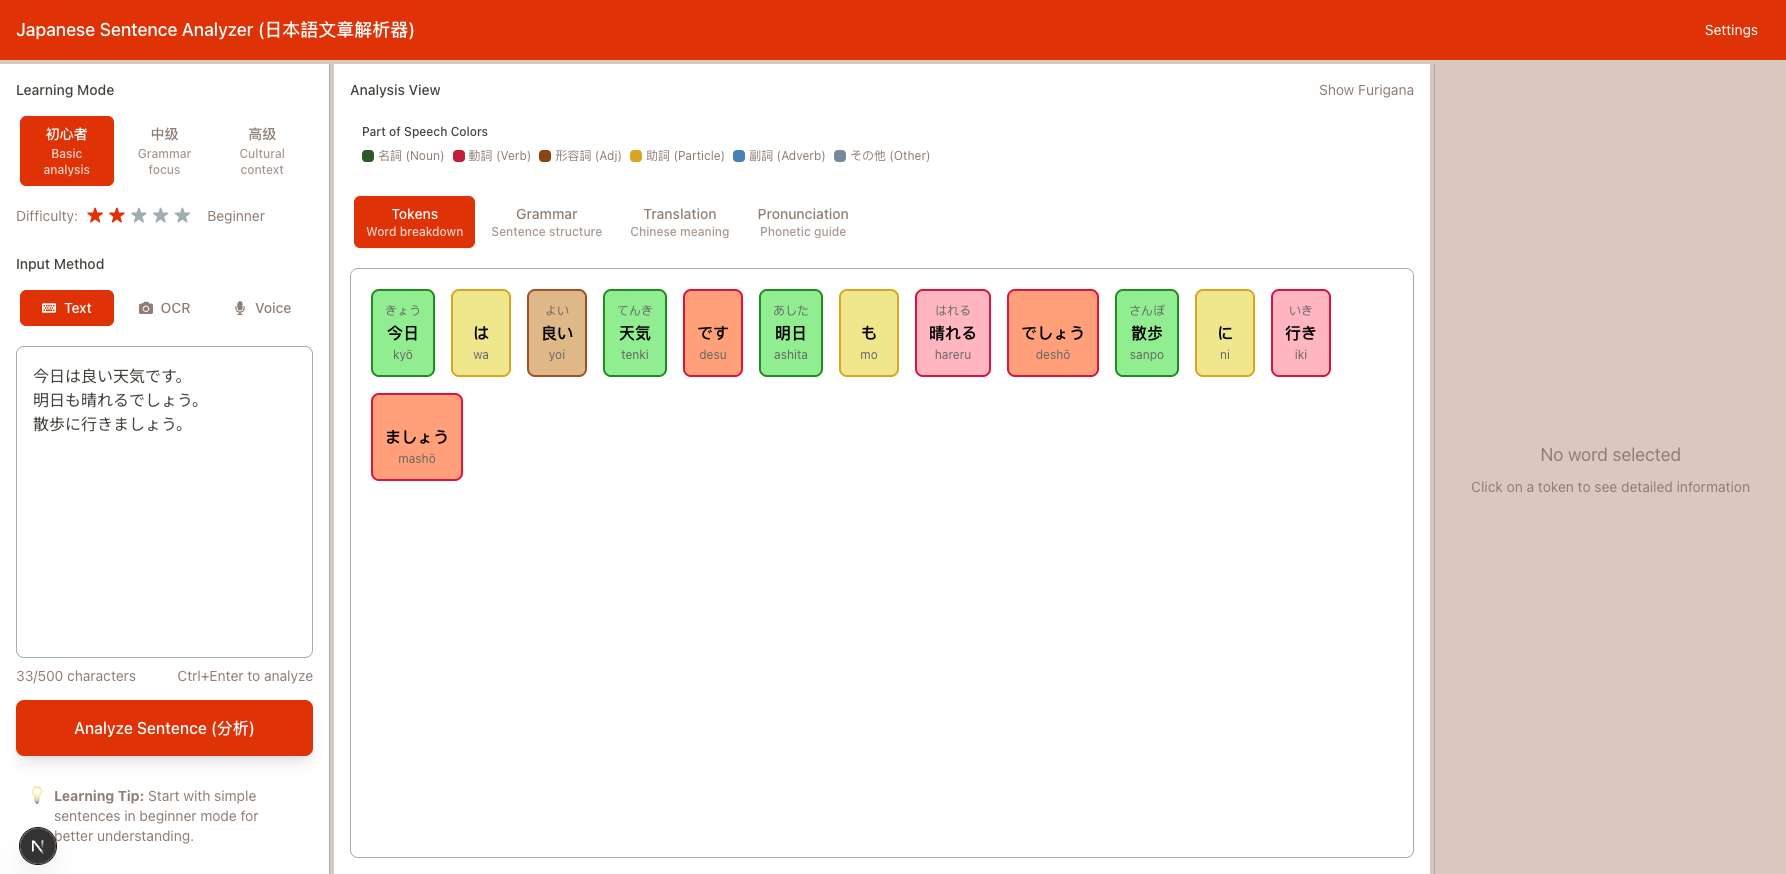 Japanese Sentence Analyzer (日本語文章解析器)
Settings
Learning Mode
初心者
Basic
analysis
中级
Grammar
focus
高级
Cultural
context
Difficulty:
Beginner
Input Method
Text
OCR
Voice
今日は良い天気です。
明日も晴れるでしょう。
散歩に行きましょう。
33/500 characters
Ctrl+Enter to analyze
Analyze Sentence (分析)
Learning Tip: Start with simple
sentences in beginner mode for
better understanding.
N
Analysis View
Show Furigana
Part of Speech Colors
名詞 (Noun)
動詞 (Verb)
形容詞 (Adj)
助詞 (Particle)
副詞 (Adverb)
その他 (Other)
Tokens
Word breakdown
Grammar
Sentence structure
Translation
Chinese meaning
Pronunciation
Phonetic guide
きょう
今日
kyō
は
wa
よい
良い
yoi
てんき
天気
tenki
です
desu
あした
明日
ashita
も
mo
はれる
晴れる
hareru
でしょう
deshō
さんぽ
散歩
sanpo
に
ni
いき
行き
iki
ましょう
mashō
No word selected
Click on a token to see detailed information